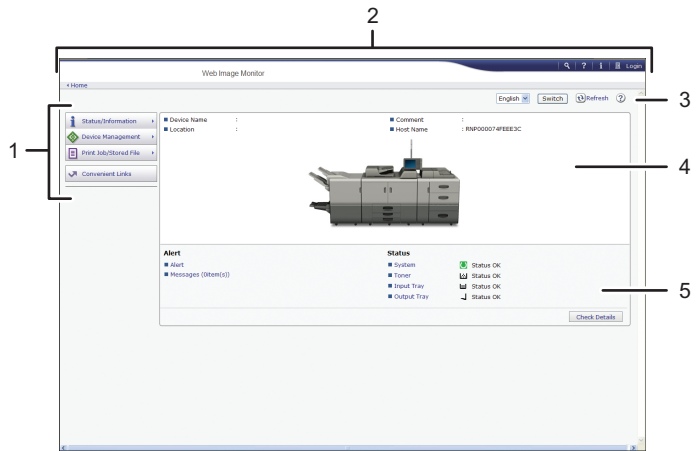 2
? i Login
Web Image Monitor
Home
English Switch Refresh ?
3
1
Status/Information
Device Management
Print Job/Stored File
Convenient Links
Device Name :
Location :
Comment :
Host Name : RNP000074FEEE3C
4
Alert
Alert
Messages (0item(s))
Status
System Status OK
Toner Status OK
Input Tray Status OK
Output Tray Status OK
5
Check Details